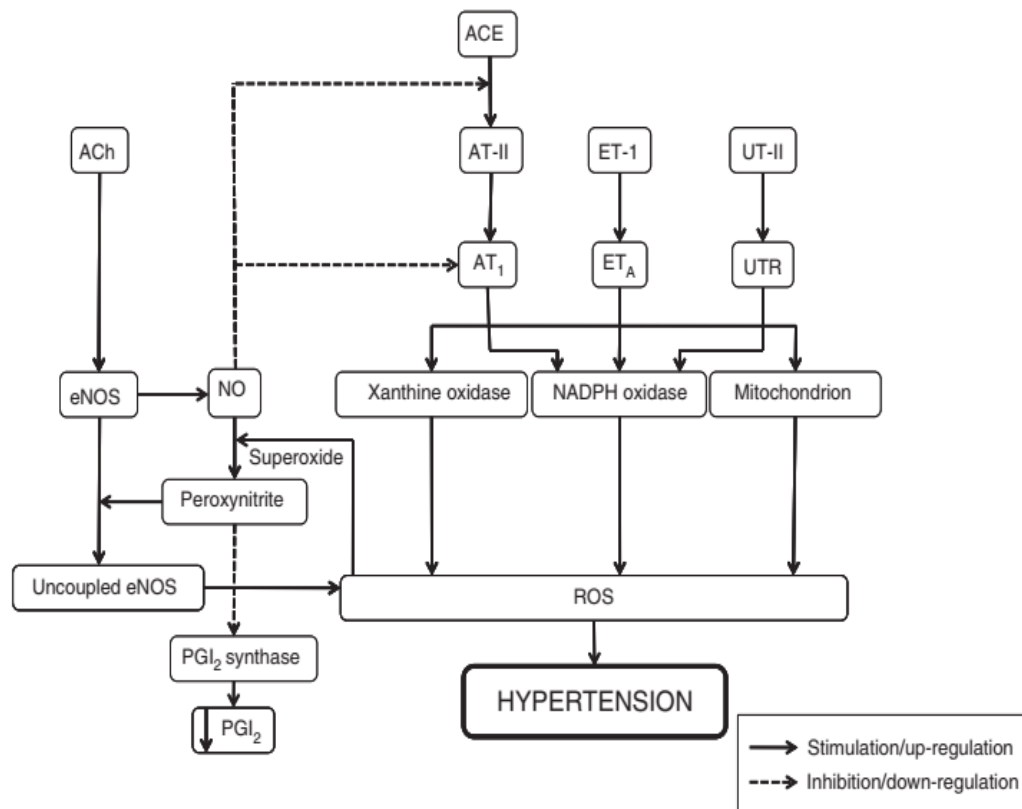 ACE
ACh
AT-II
ET-1
UT-II
AT₁
ET_A
UTR
eNOS
NO
Xanthine oxidase
NADPH oxidase
Mitochondrion
Superoxide
Peroxynitrite
Uncoupled eNOS
ROS
PGI₂ synthase
HYPERTENSION
PGI₂
Stimulation/up-regulation
Inhibition/down-regulation